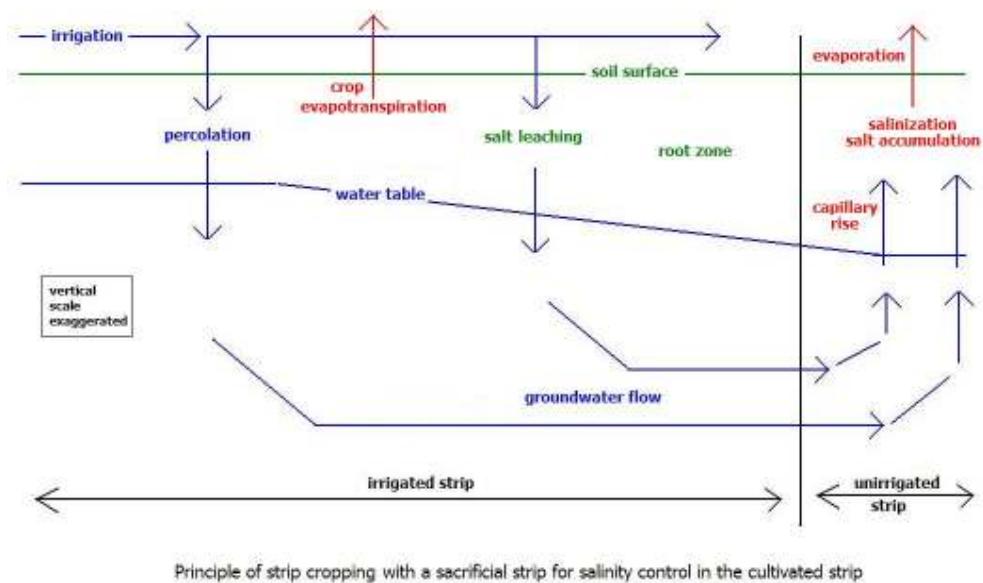 irrigation
soil surface
evaporation
crop
evapotranspiration
percolation
salt leaching
root zone
salinization
salt accumulation
water table
capillary
rise
vertical
scale
exaggerated
groundwater flow
irrigated strip
unirrigated
strip
Principle of strip cropping with a sacrificial strip for salinity control in the cultivated strip